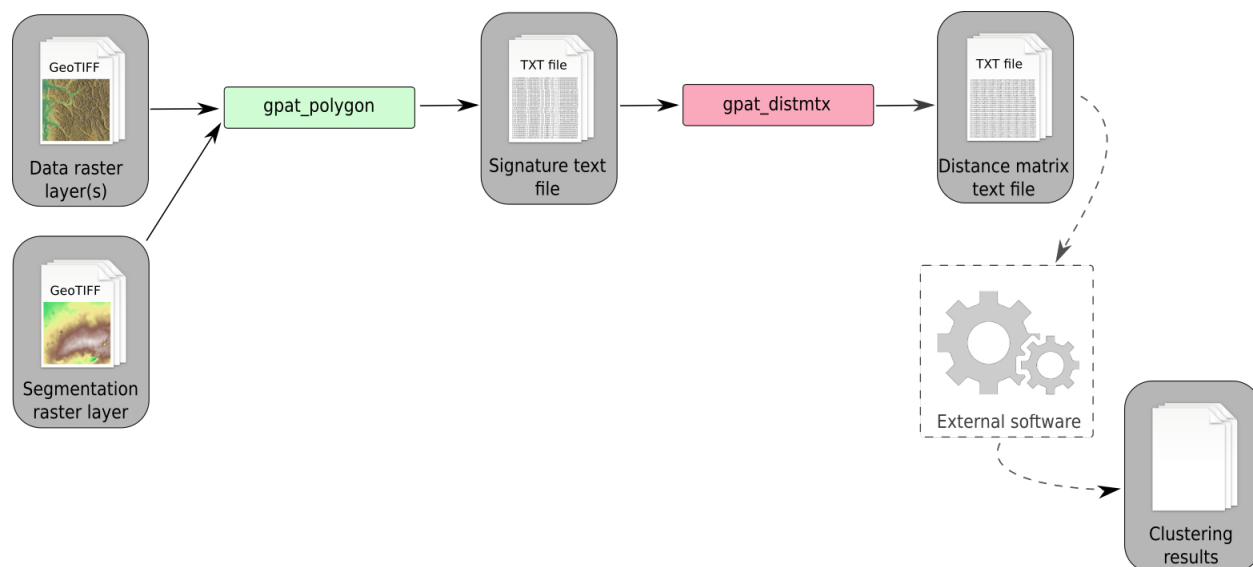 GeoTIFF
Data raster
layer(s)
gpat_polygon
TXT file
Signature text
file
gpat_distmtx
TXT file
Distance matrix
text file
GeoTIFF
Segmentation
raster layer
External software
Clustering
results